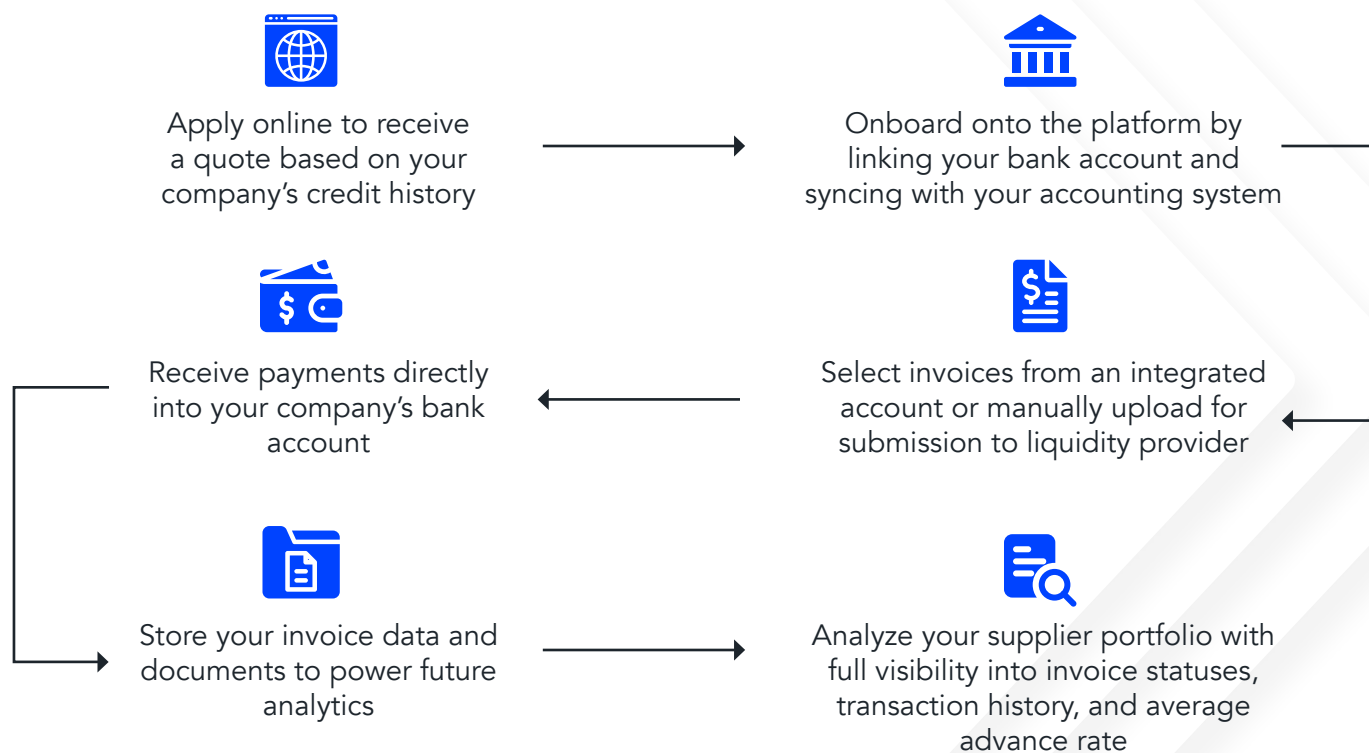 Apply online to receive
a quote based on your
company’s credit history
Onboard onto the platform by
linking your bank account and
syncing with your accounting system
Select invoices from an integrated
account or manually upload for
submission to liquidity provider
Receive payments directly
into your company’s bank
account
Store your invoice data and
documents to power future
analytics
Analyze your supplier portfolio with
full visibility into invoice statuses,
transaction history, and average
advance rate